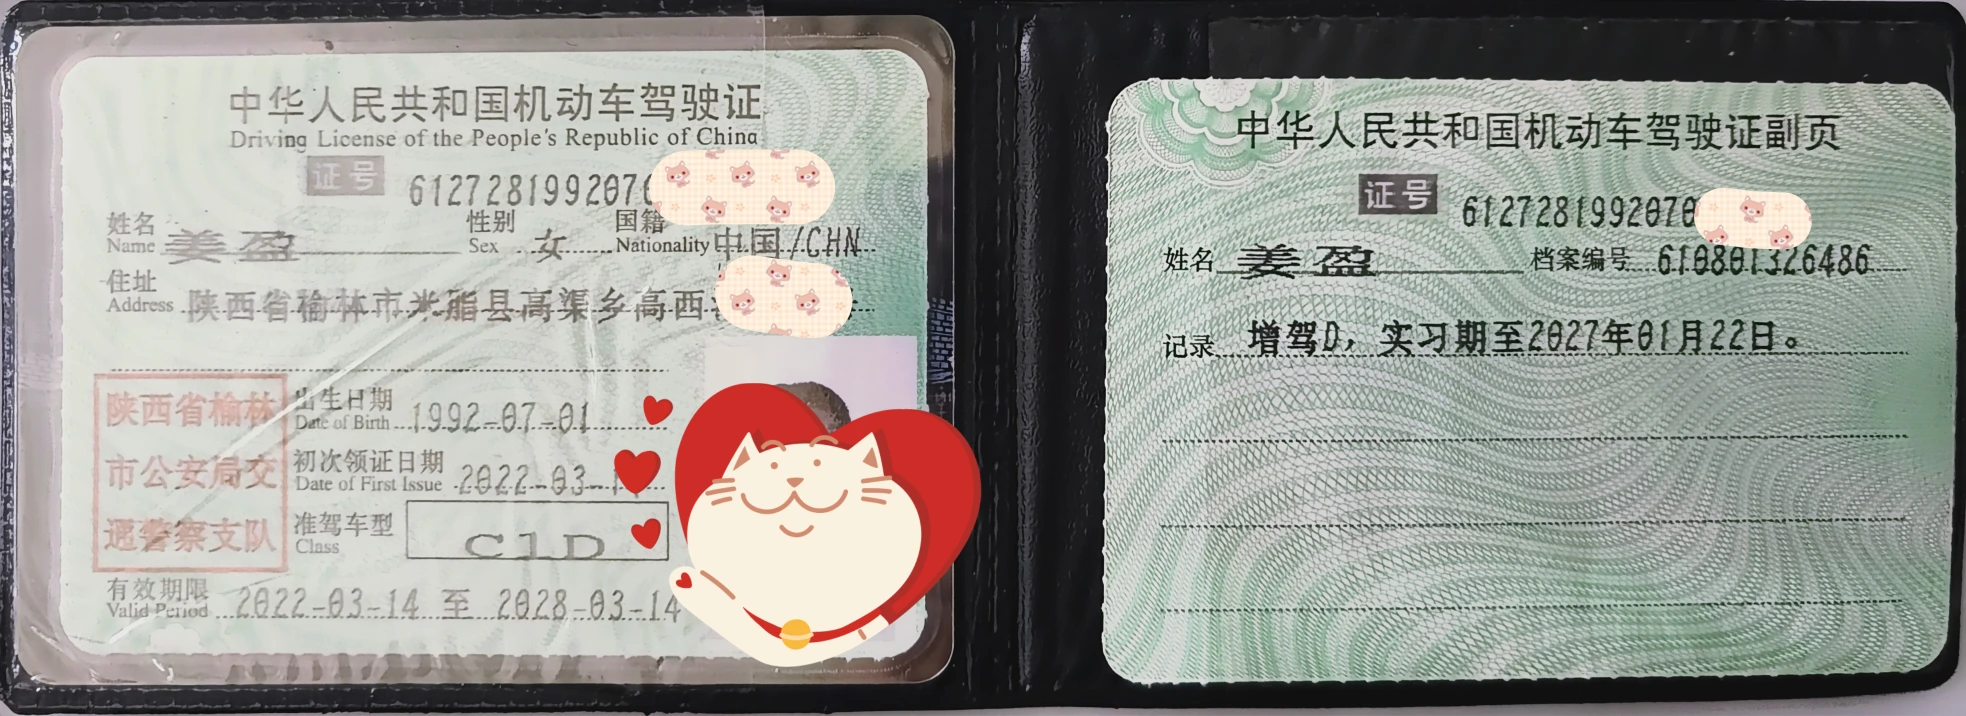 中华人民共和国机动车驾驶证
Driving License of the People's Republic of China
证号 6127281992070
姓名 Name 姜盈 性别 Sex 女 国籍 Nationality 中国/CHN
住址 Address 陕西省榆林市米脂县高渠乡高西
出生日期 Date of Birth 1992-07-01
初次领证日期 Date of First Issue 2022-03-1
准驾车型 Class C1D
有效期限 Valid Period 2022-03-14 至 2028-03-14
陕西省榆林
市公安局交
通警察支队
中华人民共和国机动车驾驶证副页
证号 6127281992070
姓名 姜盈 档案编号 610801326486
记录 增驾D，实习期至2027年01月22日。